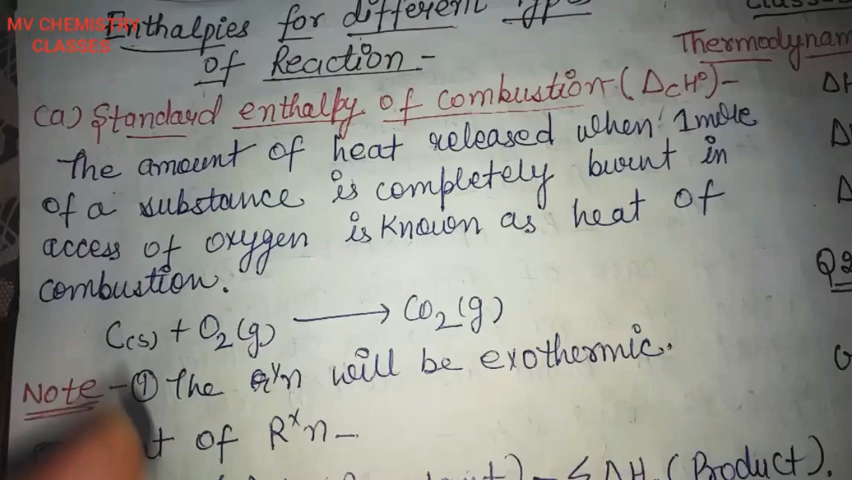 MV CHEMISTRY
CLASSES
Enthalpies for different
of Reaction -
Thermodynam
(a) Standard enthalpy of combustion - (ΔcH°) -
The amount of heat released when 1 mole
of a substance is completely burnt in
access of oxygen is known as heat of
combustion.
C(s) + O₂(g) ⟶ CO₂(g)
Note - ① The Rˣn will be exothermic.
of Rˣn -
(Product).
Q2